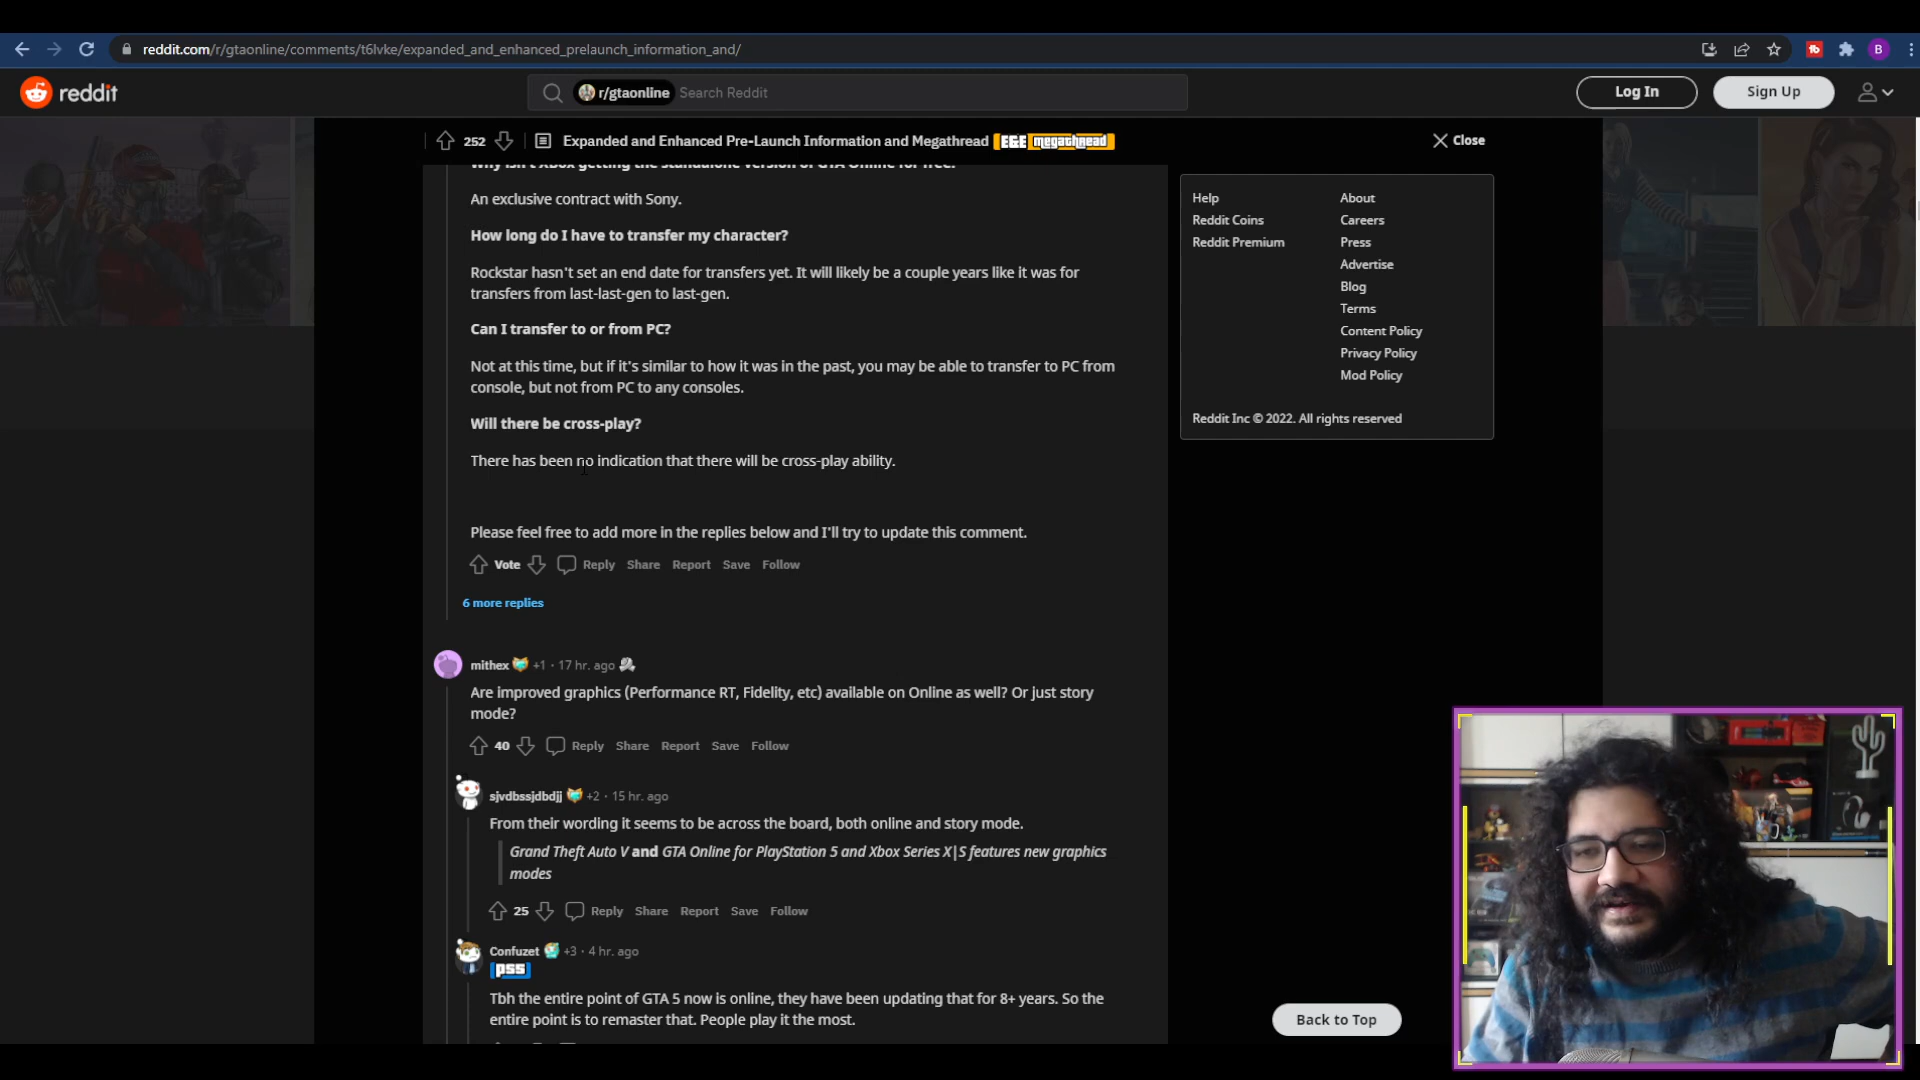 reddit.com/r/gtaonline/comments/t6lvke/expanded_and_enhanced_prelaunch_information_and/
B
reddit
r/gtaonline Search Reddit
Log In
Sign Up
252
Expanded and Enhanced Pre-Launch Information and Megathread E&E megathread
Close
Why isn't Xbox getting the standalone version of GTA Online for free?
An exclusive contract with Sony.
How long do I have to transfer my character?
Rockstar hasn't set an end date for transfers yet. It will likely be a couple years like it was for
transfers from last-last-gen to last-gen.
Can I transfer to or from PC?
Not at this time, but if it's similar to how it was in the past, you may be able to transfer to PC from
console, but not from PC to any consoles.
Will there be cross-play?
There has been no indication that there will be cross-play ability.
Please feel free to add more in the replies below and I'll try to update this comment.
Vote Reply Share Report Save Follow
6 more replies
mithex +1 · 17 hr. ago
Are improved graphics (Performance RT, Fidelity, etc) available on Online as well? Or just story
mode?
40 Reply Share Report Save Follow
sjvdbssjdbdjj +2 · 15 hr. ago
From their wording it seems to be across the board, both online and story mode.
Grand Theft Auto V and GTA Online for PlayStation 5 and Xbox Series X|S features new graphics
modes
25 Reply Share Report Save Follow
Confuzet +3 · 4 hr. ago
PS5
Tbh the entire point of GTA 5 now is online, they have been updating that for 8+ years. So the
entire point is to remaster that. People play it the most.
Help
About
Reddit Coins
Careers
Reddit Premium
Press
Advertise
Blog
Terms
Content Policy
Privacy Policy
Mod Policy
Reddit Inc © 2022. All rights reserved
Back to Top